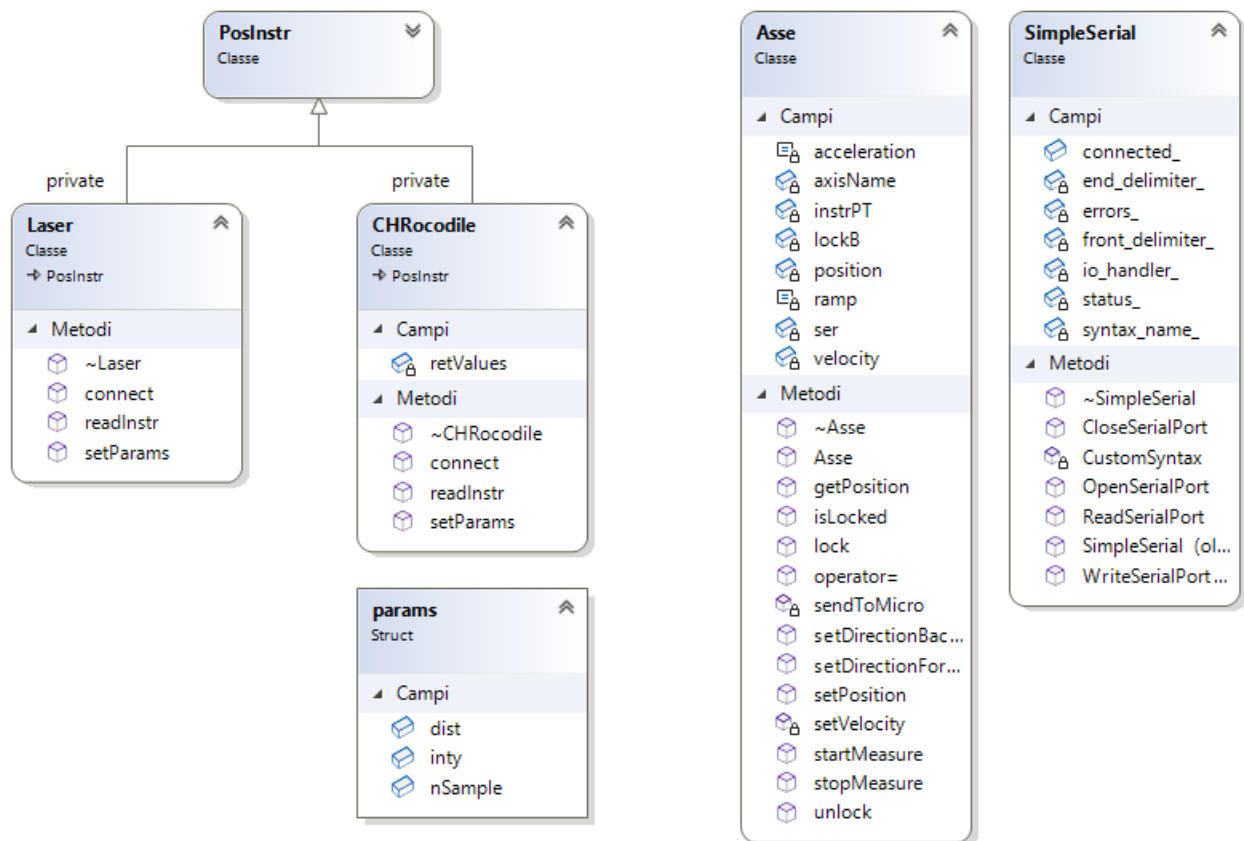 PosInstr
Classe
private
private
Laser
Classe
PosInstr
Metodi
~Laser
connect
readInstr
setParams
CHRocodile
Classe
PosInstr
Campi
retValues
Metodi
~CHRocodile
connect
readInstr
setParams
params
Struct
Campi
dist
inty
nSample
Asse
Classe
Campi
acceleration
axisName
instrPT
lockB
position
ramp
ser
velocity
Metodi
~Asse
Asse
getPosition
isLocked
lock
operator=
sendToMicro
setDirectionBac...
setDirectionFor...
setPosition
setVelocity
startMeasure
stopMeasure
unlock
SimpleSerial
Classe
Campi
connected_
end_delimiter_
errors_
front_delimiter_
io_handler_
status_
syntax_name_
Metodi
~SimpleSerial
CloseSerialPort
CustomSyntax
OpenSerialPort
ReadSerialPort
SimpleSerial (ol...
WriteSerialPort...